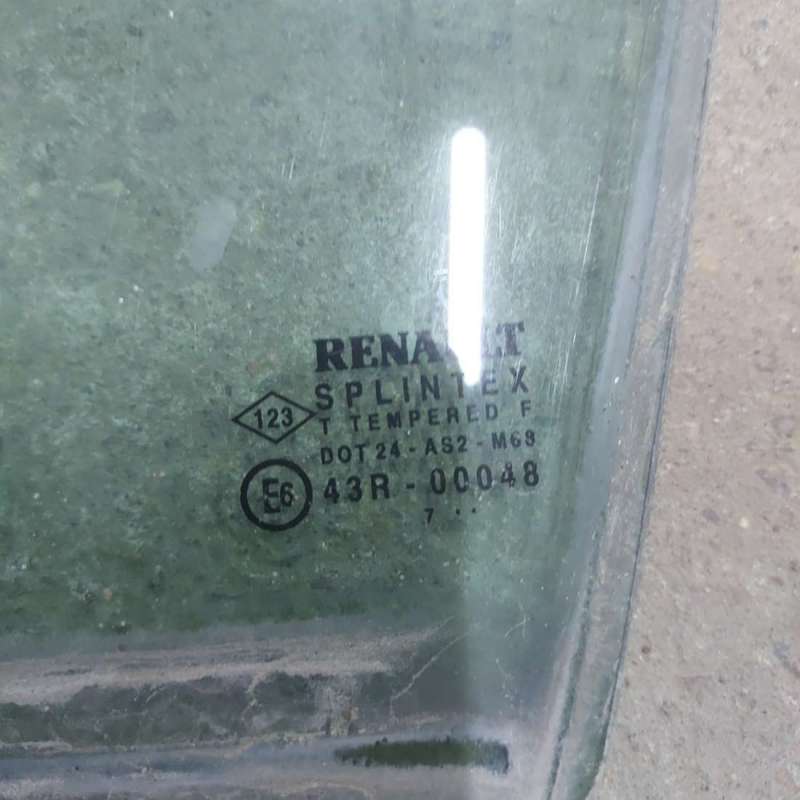 RENAULT
SPLINTEX
123
T TEMPERED F
DOT 24 - AS2 - M68
E6
43R - 00048
7 ..